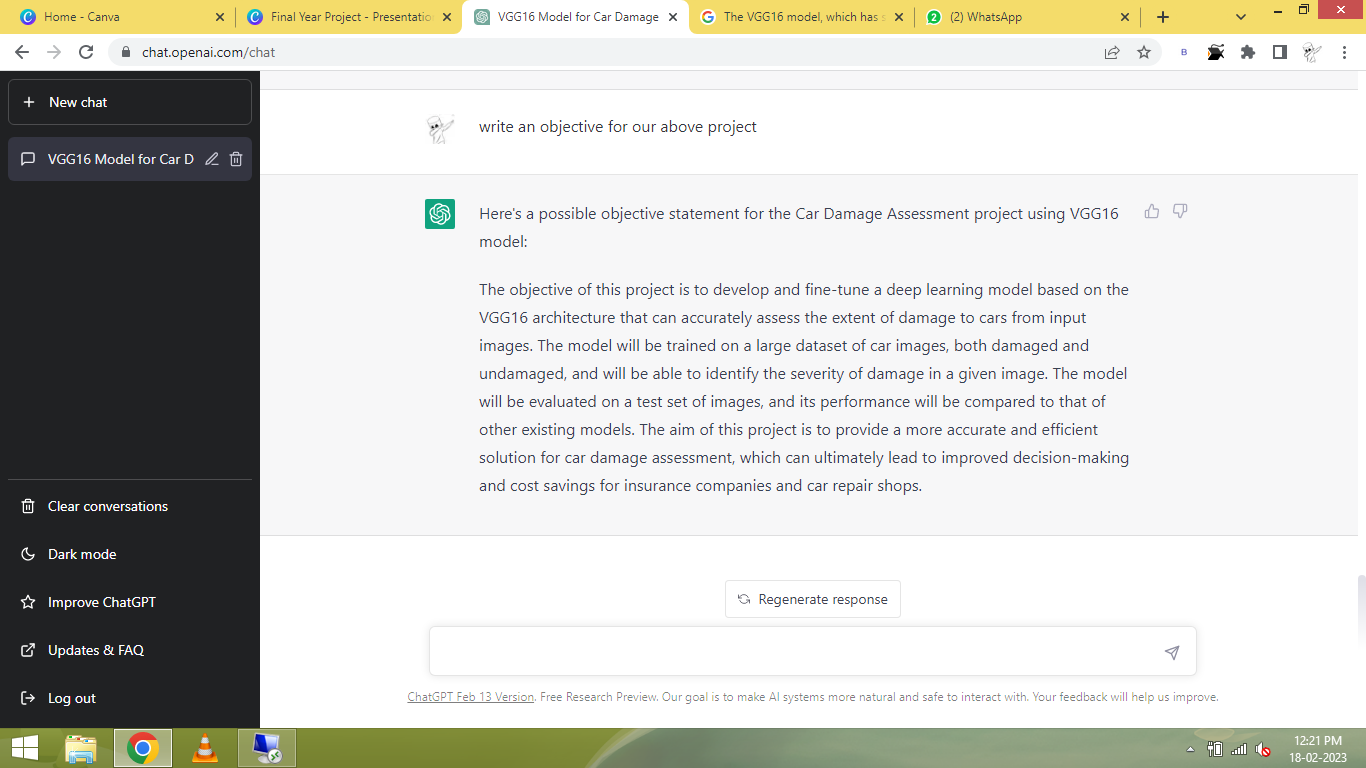 Home - Canva
Final Year Project - Presentatio
VGG16 Model for Car Damage
The VGG16 model, which has s
(2) WhatsApp
chat.openai.com/chat
B
New chat
VGG16 Model for Car D
Clear conversations
Dark mode
Improve ChatGPT
Updates & FAQ
Log out
write an objective for our above project
Here's a possible objective statement for the Car Damage Assessment project using VGG16
model:
The objective of this project is to develop and fine-tune a deep learning model based on the
VGG16 architecture that can accurately assess the extent of damage to cars from input
images. The model will be trained on a large dataset of car images, both damaged and
undamaged, and will be able to identify the severity of damage in a given image. The model
will be evaluated on a test set of images, and its performance will be compared to that of
other existing models. The aim of this project is to provide a more accurate and efficient
solution for car damage assessment, which can ultimately lead to improved decision-making
and cost savings for insurance companies and car repair shops.
Regenerate response
ChatGPT Feb 13 Version. Free Research Preview. Our goal is to make AI systems more natural and safe to interact with. Your feedback will help us improve.
12:21 PM
18-02-2023